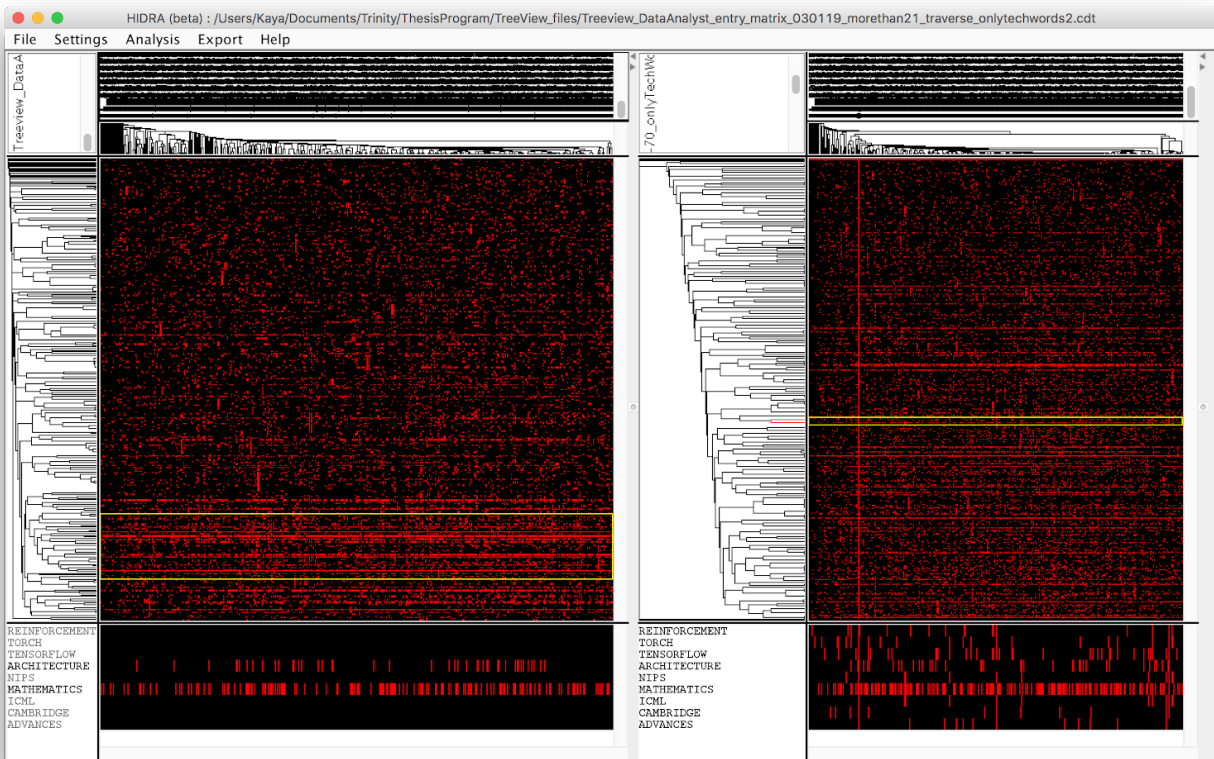 HIDRA (beta) : /Users/Kaya/Documents/Trinity/ThesisProgram/TreeView_files/Treeview_DataAnalyst_entry_matrix_030119_morethan21_traverse_onlytechwords2.cdt
File Settings Analysis Export Help
Treeview_DataA
-70_onlyTechWo
REINFORCEMENT
TORCH
TENSORFLOW
ARCHITECTURE
NIPS
MATHEMATICS
ICML
CAMBRIDGE
ADVANCES
REINFORCEMENT
TORCH
TENSORFLOW
ARCHITECTURE
NIPS
MATHEMATICS
ICML
CAMBRIDGE
ADVANCES